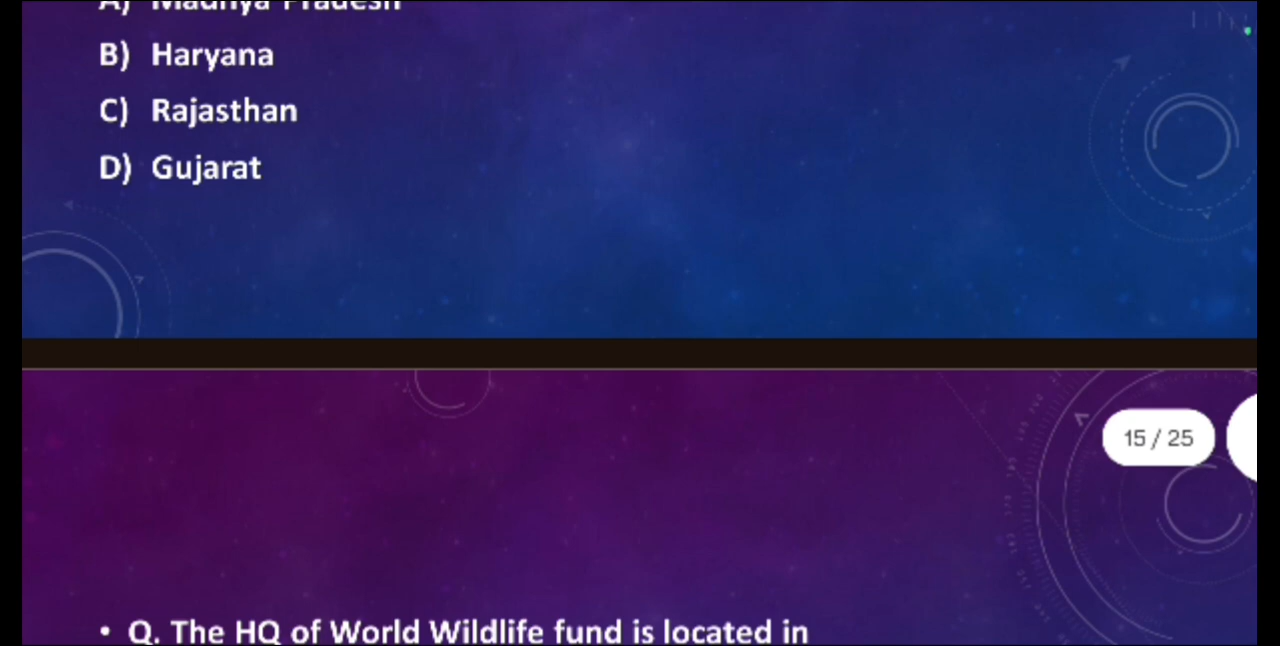 A) Madhya Pradesh
B) Haryana
C) Rajasthan
D) Gujarat
15 / 25
• Q. The HQ of World Wildlife fund is located in